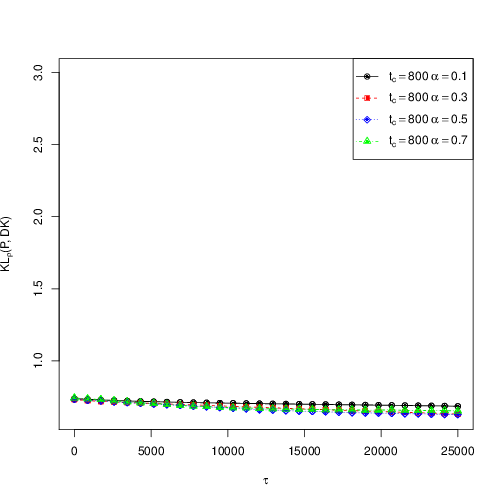 3.0
2.5
2.0
1.5
1.0
KLₚ(P, DK)
t_c = 800 α = 0.1
t_c = 800 α = 0.3
t_c = 800 α = 0.5
t_c = 800 α = 0.7
0 5000 10000 15000 20000 25000
τ